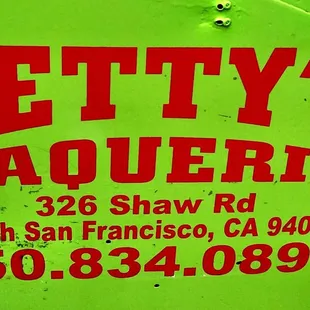 ETTY'
AQUERI
326 Shaw Rd
h San Francisco, CA 940
50.834.089